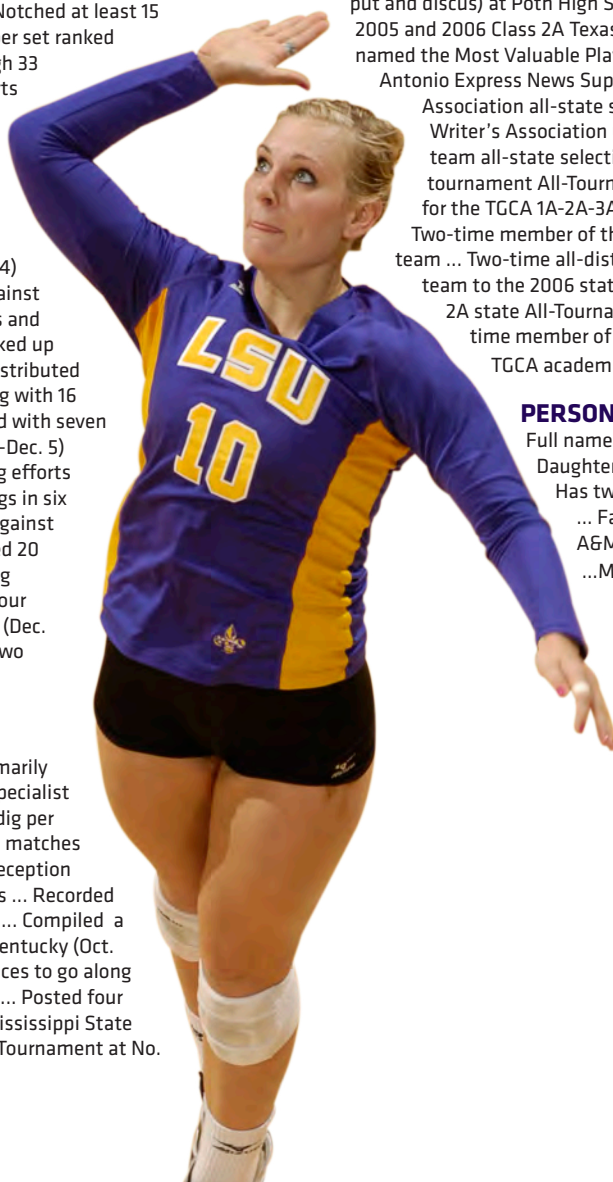 Notched at least 15
per set ranked
gh 33
ts
4)
ainst
s and
ked up
stributed
g with 16
d with seven
-Dec. 5)
g efforts
gs in six
gainst
ed 20
g
our
(Dec.
wo
marily
pecialist
dig per
matches
eception
s ... Recorded
... Compiled a
entucky (Oct.
ces to go along
... Posted four
ississippi State
Tournament at No.
LSU
10
put and discus) at Poth High S
2005 and 2006 Class 2A Texas
named the Most Valuable Play
Antonio Express News Sup
Association all-state s
Writer's Association
team all-state selecti
tournament All-Tourn
for the TGCA 1A-2A-3A
Two-time member of th
team ... Two-time all-dist
team to the 2006 stat
2A state All-Tourna
time member of
TGCA academ
PERSON
Full name
Daughter
Has tw
... Fa
A&M
...M